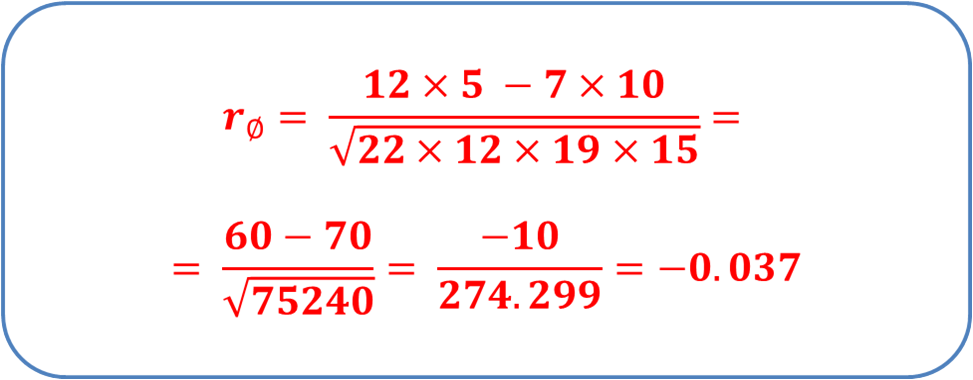 r∅ = (12 × 5 − 7 × 10) / √(22 × 12 × 19 × 15) =
= (60 − 70) / √75240 = −10 / 274.299 = −0.037